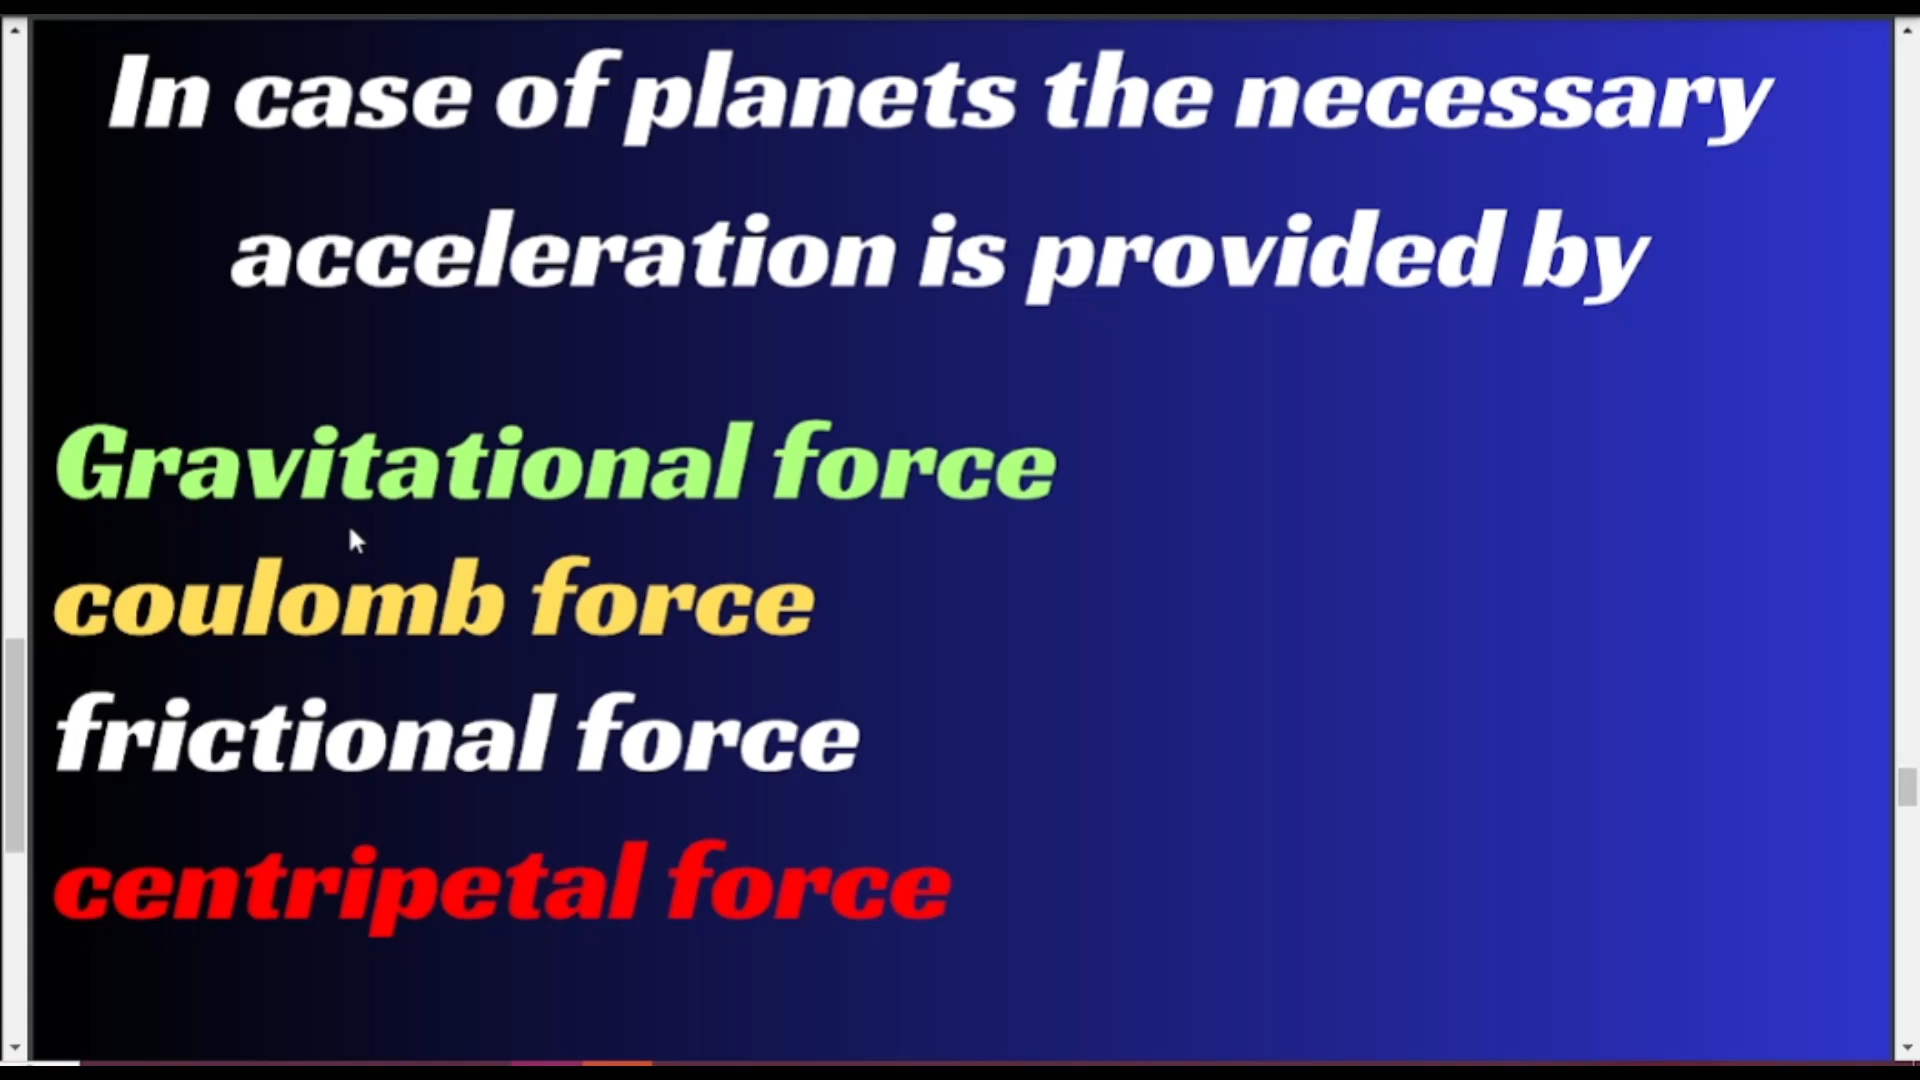 In case of planets the necessary
acceleration is provided by
Gravitational force
coulomb force
frictional force
centripetal force